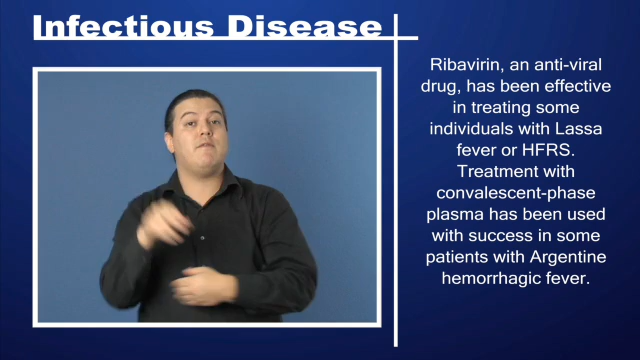 Infectious Disease
Ribavirin, an anti-viral
drug, has been effective
in treating some
individuals with Lassa
fever or HFRS.
Treatment with
convalescent-phase
plasma has been used
with success in some
patients with Argentine
hemorrhagic fever.